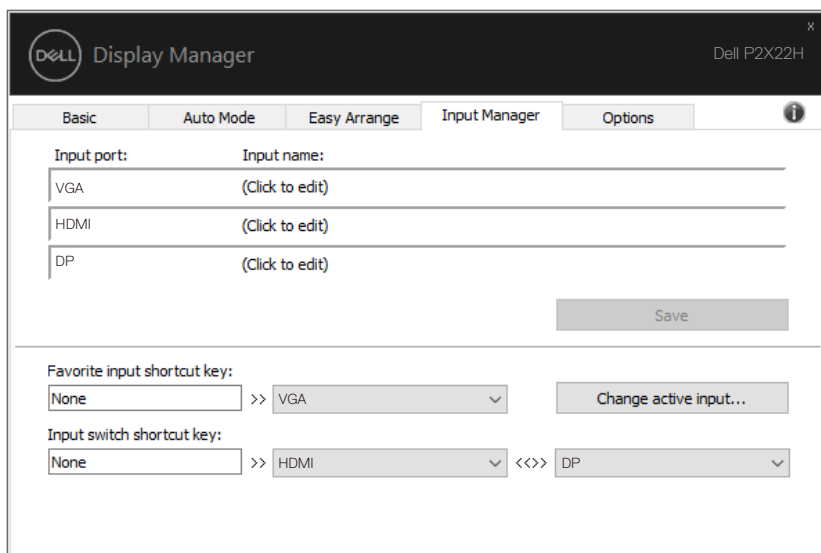 x
DELL Display Manager Dell P2X22H
Basic Auto Mode Easy Arrange Input Manager Options i
Input port: Input name:
VGA (Click to edit)
HDMI (Click to edit)
DP (Click to edit)
Save
Favorite input shortcut key:
None >> VGA Change active input...
Input switch shortcut key:
None >> HDMI <<>> DP